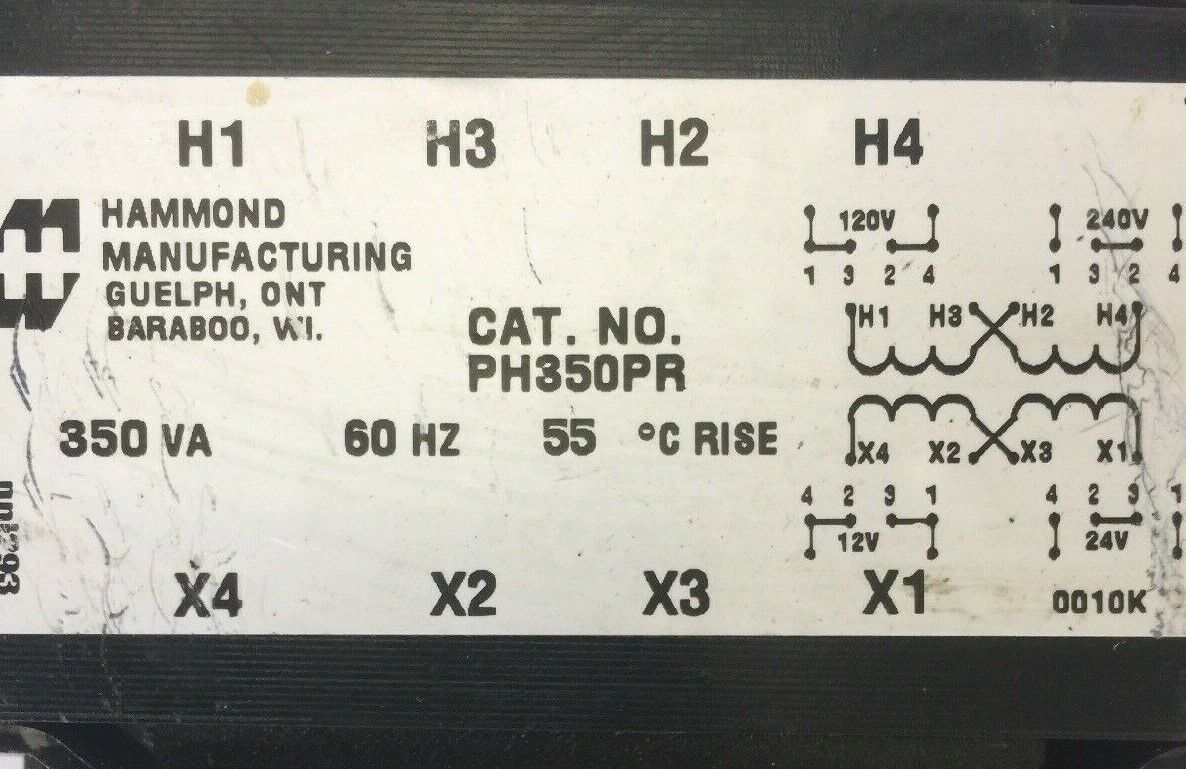 H1 H3 H2 H4
HAMMOND
MANUFACTURING
GUELPH, ONT
BARABOO, WI.
CAT. NO.
PH350PR
350 VA 60 HZ 55 °C RISE
120V 240V
1 3 2 4 1 3 2 4
H1 H3 H2 H4
X4 X2 X3 X1
4 2 3 1 4 2 3 1
12V 24V
X4 X2 X3 X1
0010K